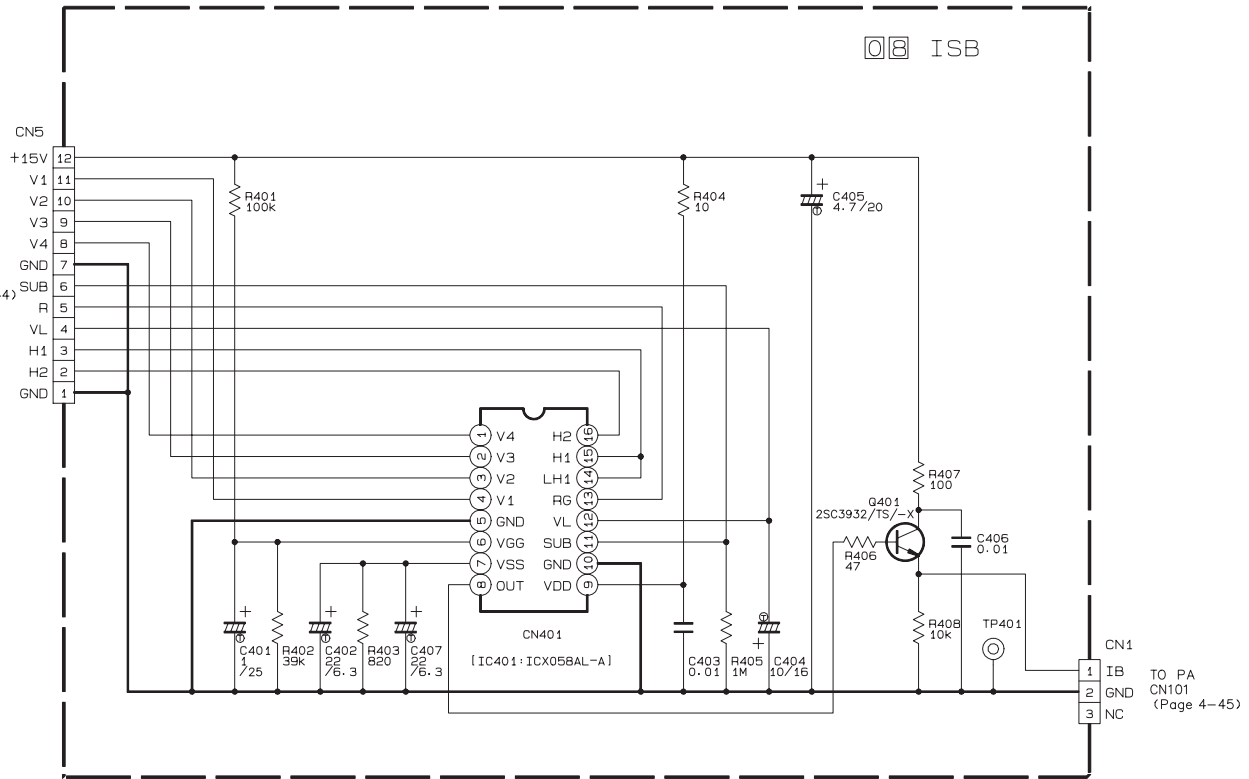 08 ISB
CN5
+15V 12
V1 11
V2 10
V3 9
V4 8
GND 7
4)
SUB 6
R 5
VL 4
H1 3
H2 2
GND 1
R401
100k
R404
10
+
C405
4.7/20
1 V4
2 V3
3 V2
4 V1
5 GND
6 VGG
7 VSS
8 OUT
H2 16
H1 15
LH1 14
RG 13
VL 12
SUB 11
GND 10
VDD 9
CN401
[IC401:ICX058AL-A]
+
C401
1
/25
R402
39k
+
C402
22
/6.3
R403
820
+
C407
22
/6.3
C403
0.01
R405
1M
+
C404
10/16
R407
100
Q401
2SC3932/TS/-X
R406
47
C406
0.01
R408
10k
TP401
CN1
1 IB
2 GND
3 NC
TO PA
CN101
(Page 4-45)